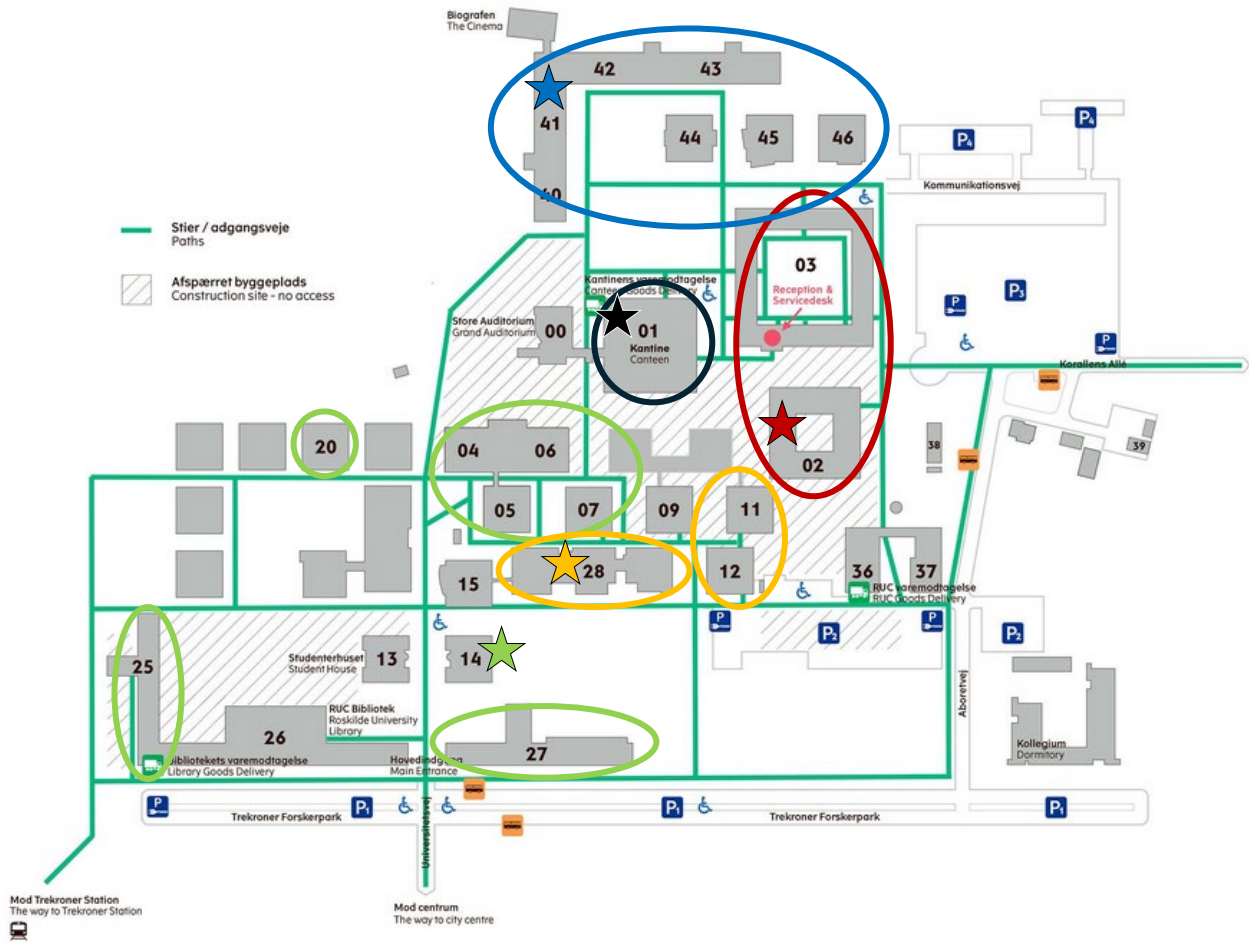 Biografen
The Cinema
42
43
41
44
45
46
40
P4
P4
Kommunikationsvej
Stier / adgangsveje
Paths
Afspærret byggeplads
Construction site - no access
03
Reception &
Servicedesk
Kantinens varemodtagelse
Canteen Goods Delivery
P3
P
Store Auditorium
Grand Auditorium
00
01
Kantine
Canteen
P
Korallens Allé
20
04
06
02
38
39
05
07
09
11
15
28
12
36
37
RUC varemodtagelse
RUC Goods Delivery
P
P2
P
P2
25
Studenterhuset
Student House
13
14
RUC Bibliotek
Roskilde University
Library
26
27
Bibliotekets varemodtagelse
Library Goods Delivery
Hovedindgang
Main Entrance
Aboretvej
Kollegium
Dormitory
P
P1
P1
P1
Trekroner Forskerpark
Trekroner Forskerpark
Universitetsvej
Mod Trekroner Station
The way to Trekroner Station
Mod centrum
The way to city centre